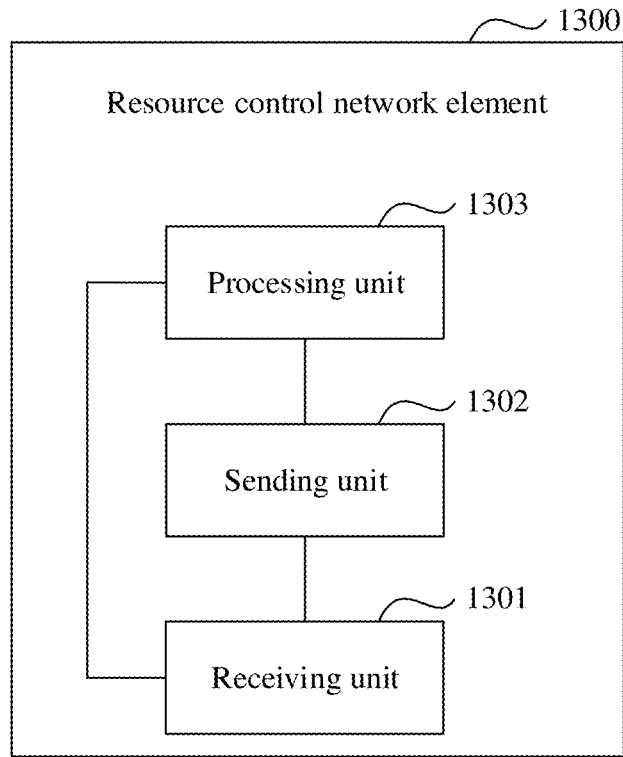 1300
Resource control network element
1303
Processing unit
1302
Sending unit
1301
Receiving unit